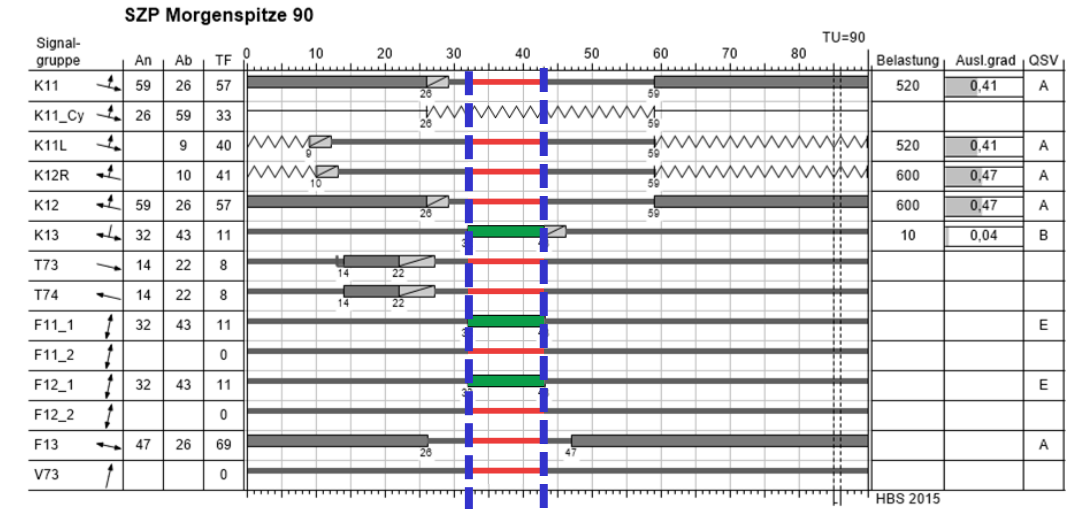 SZP Morgenspitze 90
TU=90
Signal-
gruppe An Ab TF 0 10 20 30 40 50 60 70 80 Belastung Ausl.grad QSV
K11 59 26 57 26 59 520 0,41 A
K11_Cy 26 59 33 26 59
K11L 9 40 9 59 520 0,41 A
K12R 10 41 10 59 600 0,47 A
K12 59 26 57 26 59 600 0,47 A
K13 32 43 11 10 0,04 B
T73 14 22 8 14 22
T74 14 22 8 14 22
F11_1 32 43 11 E
F11_2 0
F12_1 32 43 11 E
F12_2 0
F13 47 26 69 26 47 A
V73 0
HBS 2015